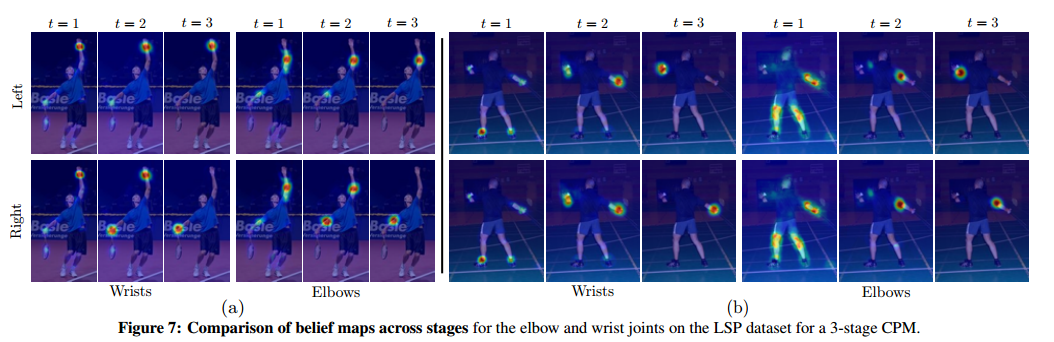 t = 1 t = 2 t = 3 t = 1 t = 2 t = 3 t = 1 t = 2 t = 3 t = 1 t = 2 t = 3
Left
Right
Wrists Elbows Wrists Elbows
(a) (b)
Figure 7: Comparison of belief maps across stages for the elbow and wrist joints on the LSP dataset for a 3-stage CPM.